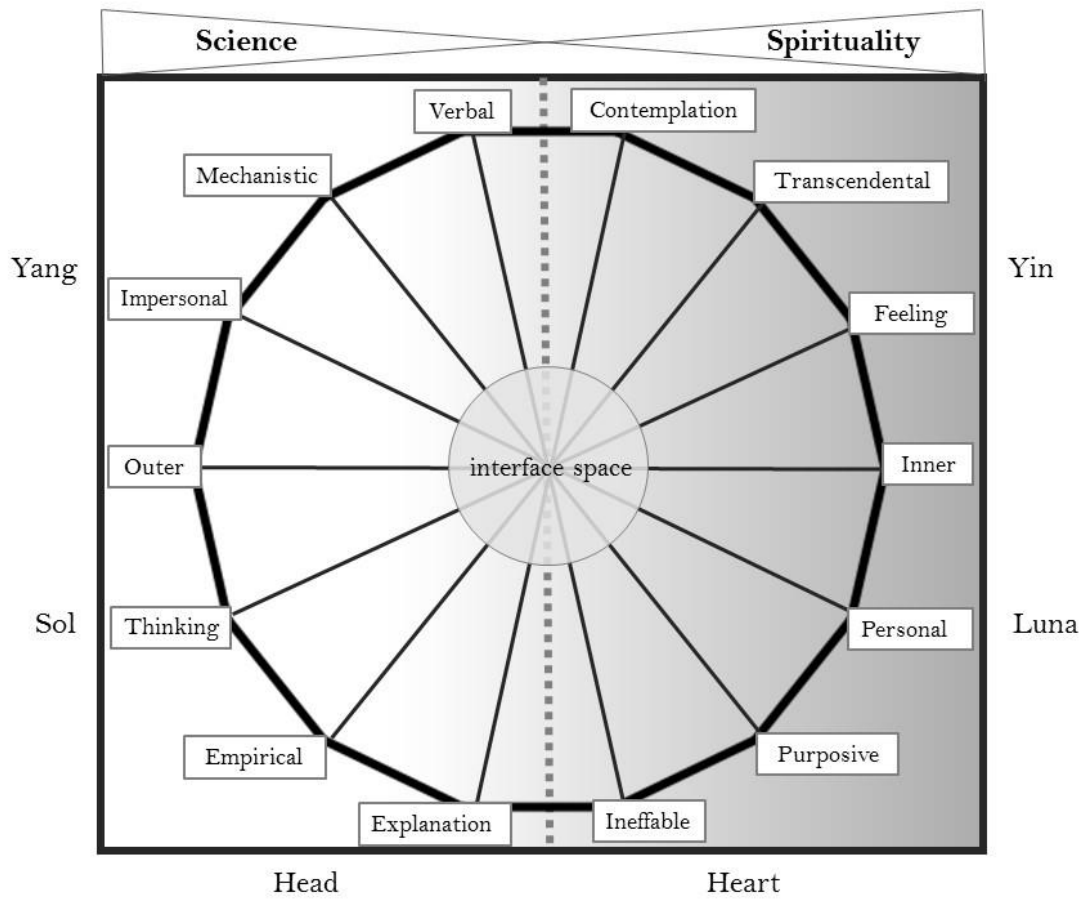 Science
Spirituality
Verbal
Contemplation
Mechanistic
Transcendental
Yang
Yin
Impersonal
Feeling
Outer
interface space
Inner
Sol
Thinking
Personal
Luna
Empirical
Purposive
Explanation
Ineffable
Head
Heart